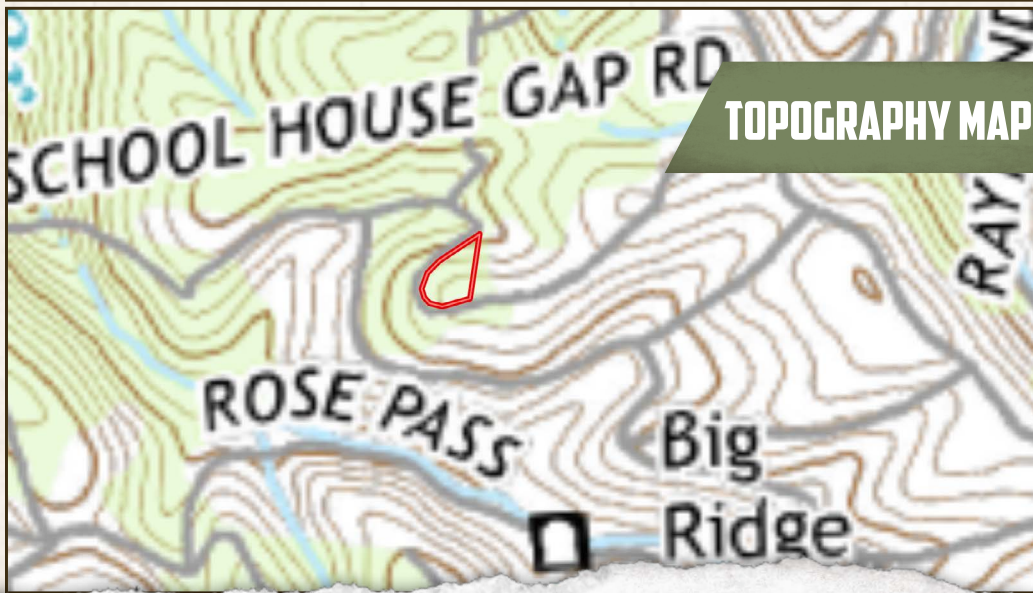 SCHOOL HOUSE GAP RD
TOPOGRAPHY MAP
ROSE PASS
Big
Ridge